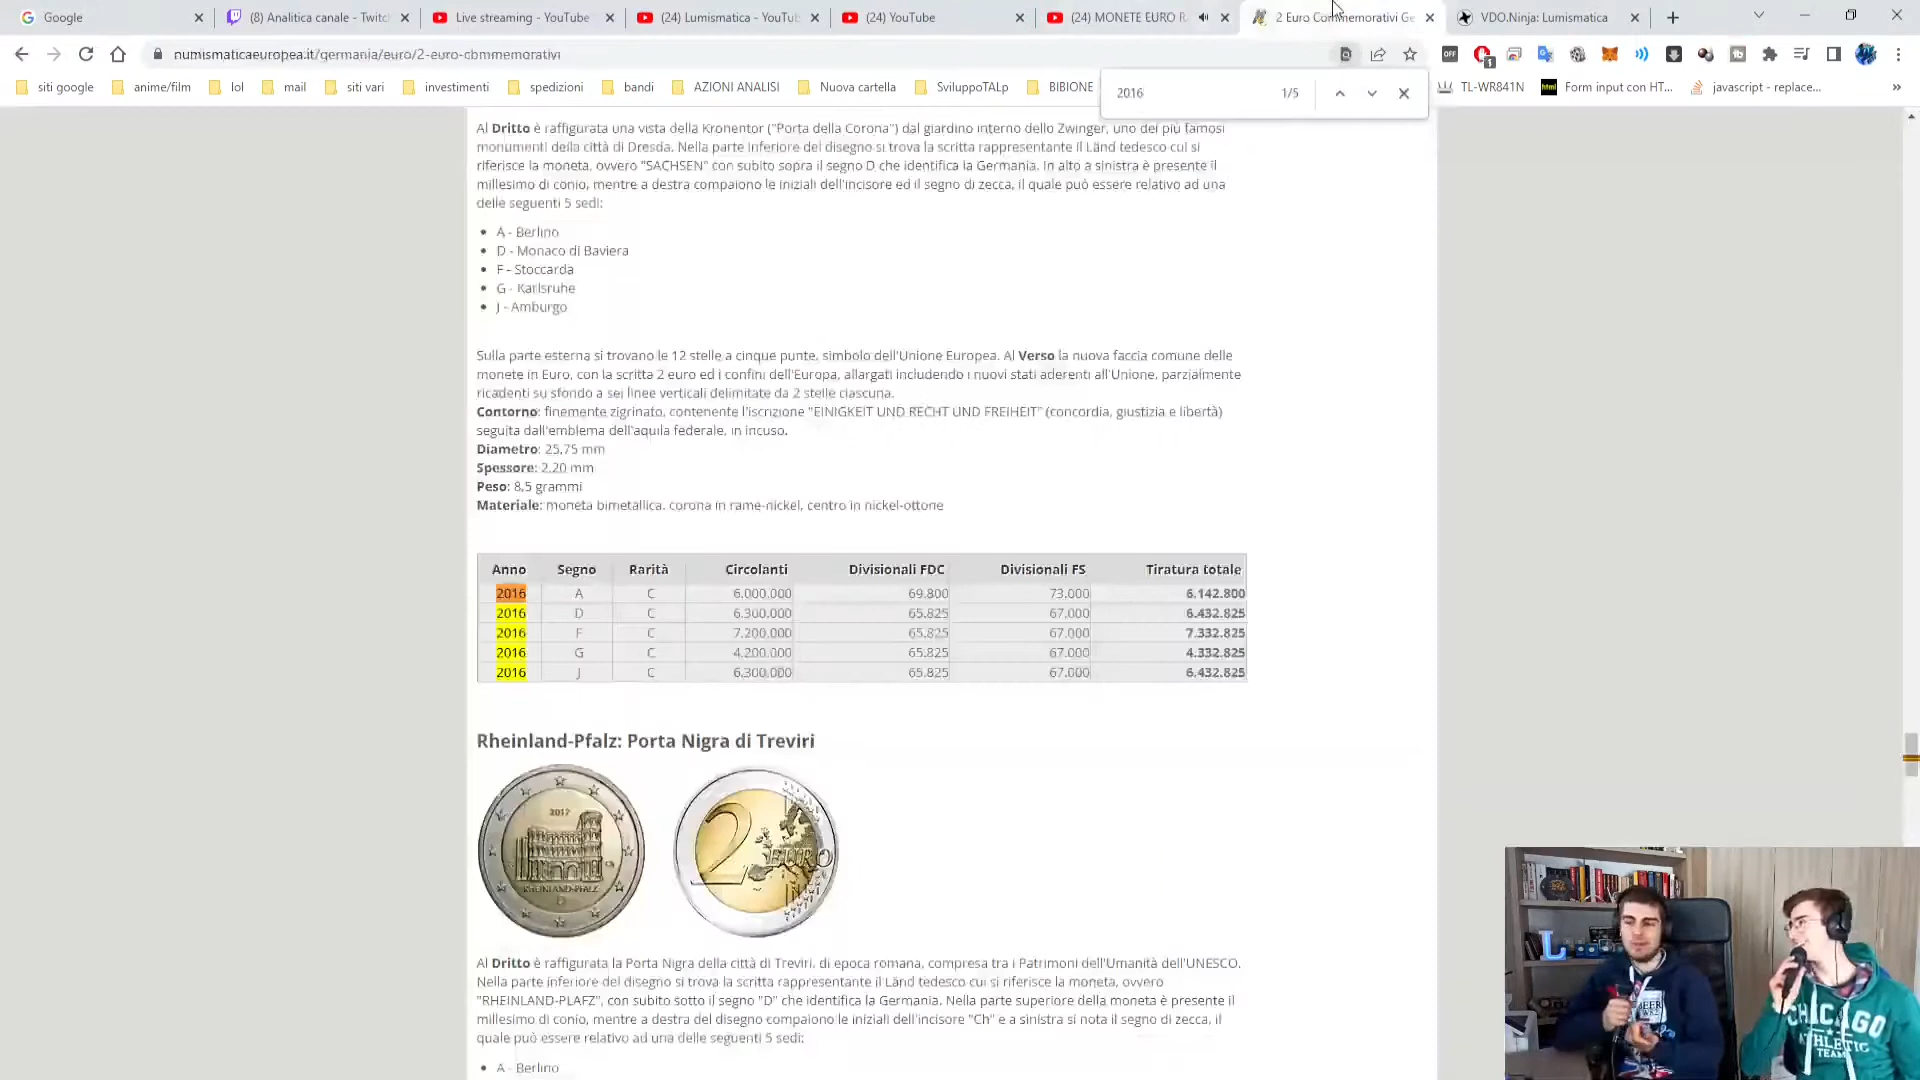 Google
(8) Analitica canale - Twitch
Live streaming - YouTube
(24) Lumismatica - YouTu
(24) YouTube
(24) MONETE EURO R
2 Euro Commemorativi Ge
VDO.Ninja: Lumismatica
numismaticaeuropea.it/germania/euro/2-euro-commemorativi
siti google
anime/film
lol
mail
siti vari
investimenti
spedizioni
bandi
AZIONI ANALISI
Nuova cartella
SviluppoTALp
BIBIONE
TL-WR841N
Form input con HT...
javascript - replace...
»
2016
1/5
Al Dritto è raffigurata una vista della Kronentor ("Porta della Corona") dal giardino interno dello Zwinger, uno dei più famosi
monumenti della città di Dresda. Nella parte inferiore del disegno si trova la scritta rappresentante il Länd tedesco cui si
riferisce la moneta, ovvero "SACHSEN" con subito sopra il segno D che identifica la Germania. In alto a sinistra è presente il
millesimo di conio, mentre a destra compaiono le iniziali dell'incisore ed il segno di zecca, il quale può essere relativo ad una
delle seguenti 5 sedi:
• A - Berlino
• D - Monaco di Baviera
• F - Stoccarda
• G - Karlsruhe
• J - Amburgo
Sulla parte esterna si trovano le 12 stelle a cinque punte, simbolo dell'Unione Europea. Al Verso la nuova faccia comune delle
monete in Euro, con la scritta 2 euro ed i confini dell'Europa, allargati includendo i nuovi stati aderenti all'Unione, parzialmente
ricadenti su sfondo a sei linee verticali delimitate da 2 stelle ciascuna.
Contorno: finemente zigrinato, contenente l'iscrizione "EINIGKEIT UND RECHT UND FREIHEIT" (concordia, giustizia e libertà)
seguita dall'emblema dell'aquila federale, in incuso.
Diametro: 25,75 mm
Spessore: 2,20 mm
Peso: 8,5 grammi
Materiale: moneta bimetallica, corona in rame-nickel, centro in nickel-ottone
Anno Segno Rarità Circolanti Divisionali FDC Divisionali FS Tiratura totale
2016 A C 6.000.000 69.800 73.000 6.142.800
2016 D C 6.300.000 65.825 67.000 6.432.825
2016 F C 7.200.000 65.825 67.000 7.332.825
2016 G C 4.200.000 65.825 67.000 4.332.825
2016 J C 6.300.000 65.825 67.000 6.432.825
Rheinland-Pfalz: Porta Nigra di Treviri
2017
RHEINLAND-PFALZ
D
2 EURO
Al Dritto è raffigurata la Porta Nigra della città di Treviri, di epoca romana, compresa tra i Patrimoni dell'Umanità dell'UNESCO.
Nella parte inferiore del disegno si trova la scritta rappresentante il Länd tedesco cui si riferisce la moneta, ovvero
"RHEINLAND-PLAFZ", con subito sotto il segno "D" che identifica la Germania. Nella parte superiore della moneta è presente il
millesimo di conio, mentre a destra del disegno compaiono le iniziali dell'incisore "Ch" e a sinistra si nota il segno di zecca, il
quale può essere relativo ad una delle seguenti 5 sedi:
• A - Berlino
L
CHICAGO
ATHLETIC
TEAM